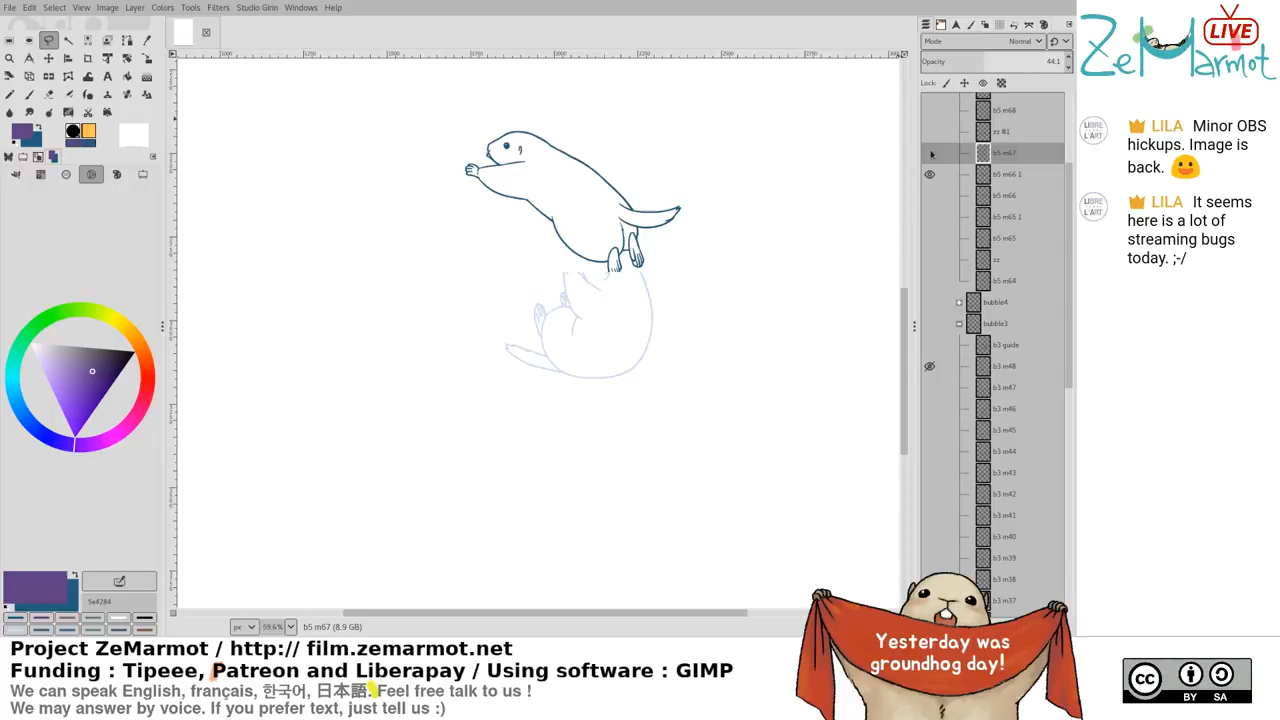 File Edit Select View Image Layer Colors Tools Filters Studio Girin Windows Help
Mode Normal
Opacity 44.1
Lock:
b5 m68
zz #1
b5 m67
b5 m66 1
b5 m66
b5 m65 1
b5 m65
zz
b5 m64
bubble4
bubble3
b3 guide
b3 m48
b3 m47
b3 m46
b3 m45
b3 m44
b3 m43
b3 m42
b3 m41
b3 m40
b3 m39
b3 m38
b3 m37
5e4284
px 59.6% b5 m67 (8.9 GB)
ZeMarmot
LIVE
LIBRE L'ART
LILA Minor OBS
hickups. Image is
back.
LIBRE L'ART
LILA It seems
here is a lot of
streaming bugs
today. ;-/
Yesterday was
groundhog day!
Project ZeMarmot / http:// film.zemarmot.net
Funding : Tipeee, Patreon and Liberapay / Using software : GIMP
We can speak English, français, 한국어, 日本語 Feel free talk to us !
We may answer by voice. If you prefer text, just tell us :)
cc
BY SA